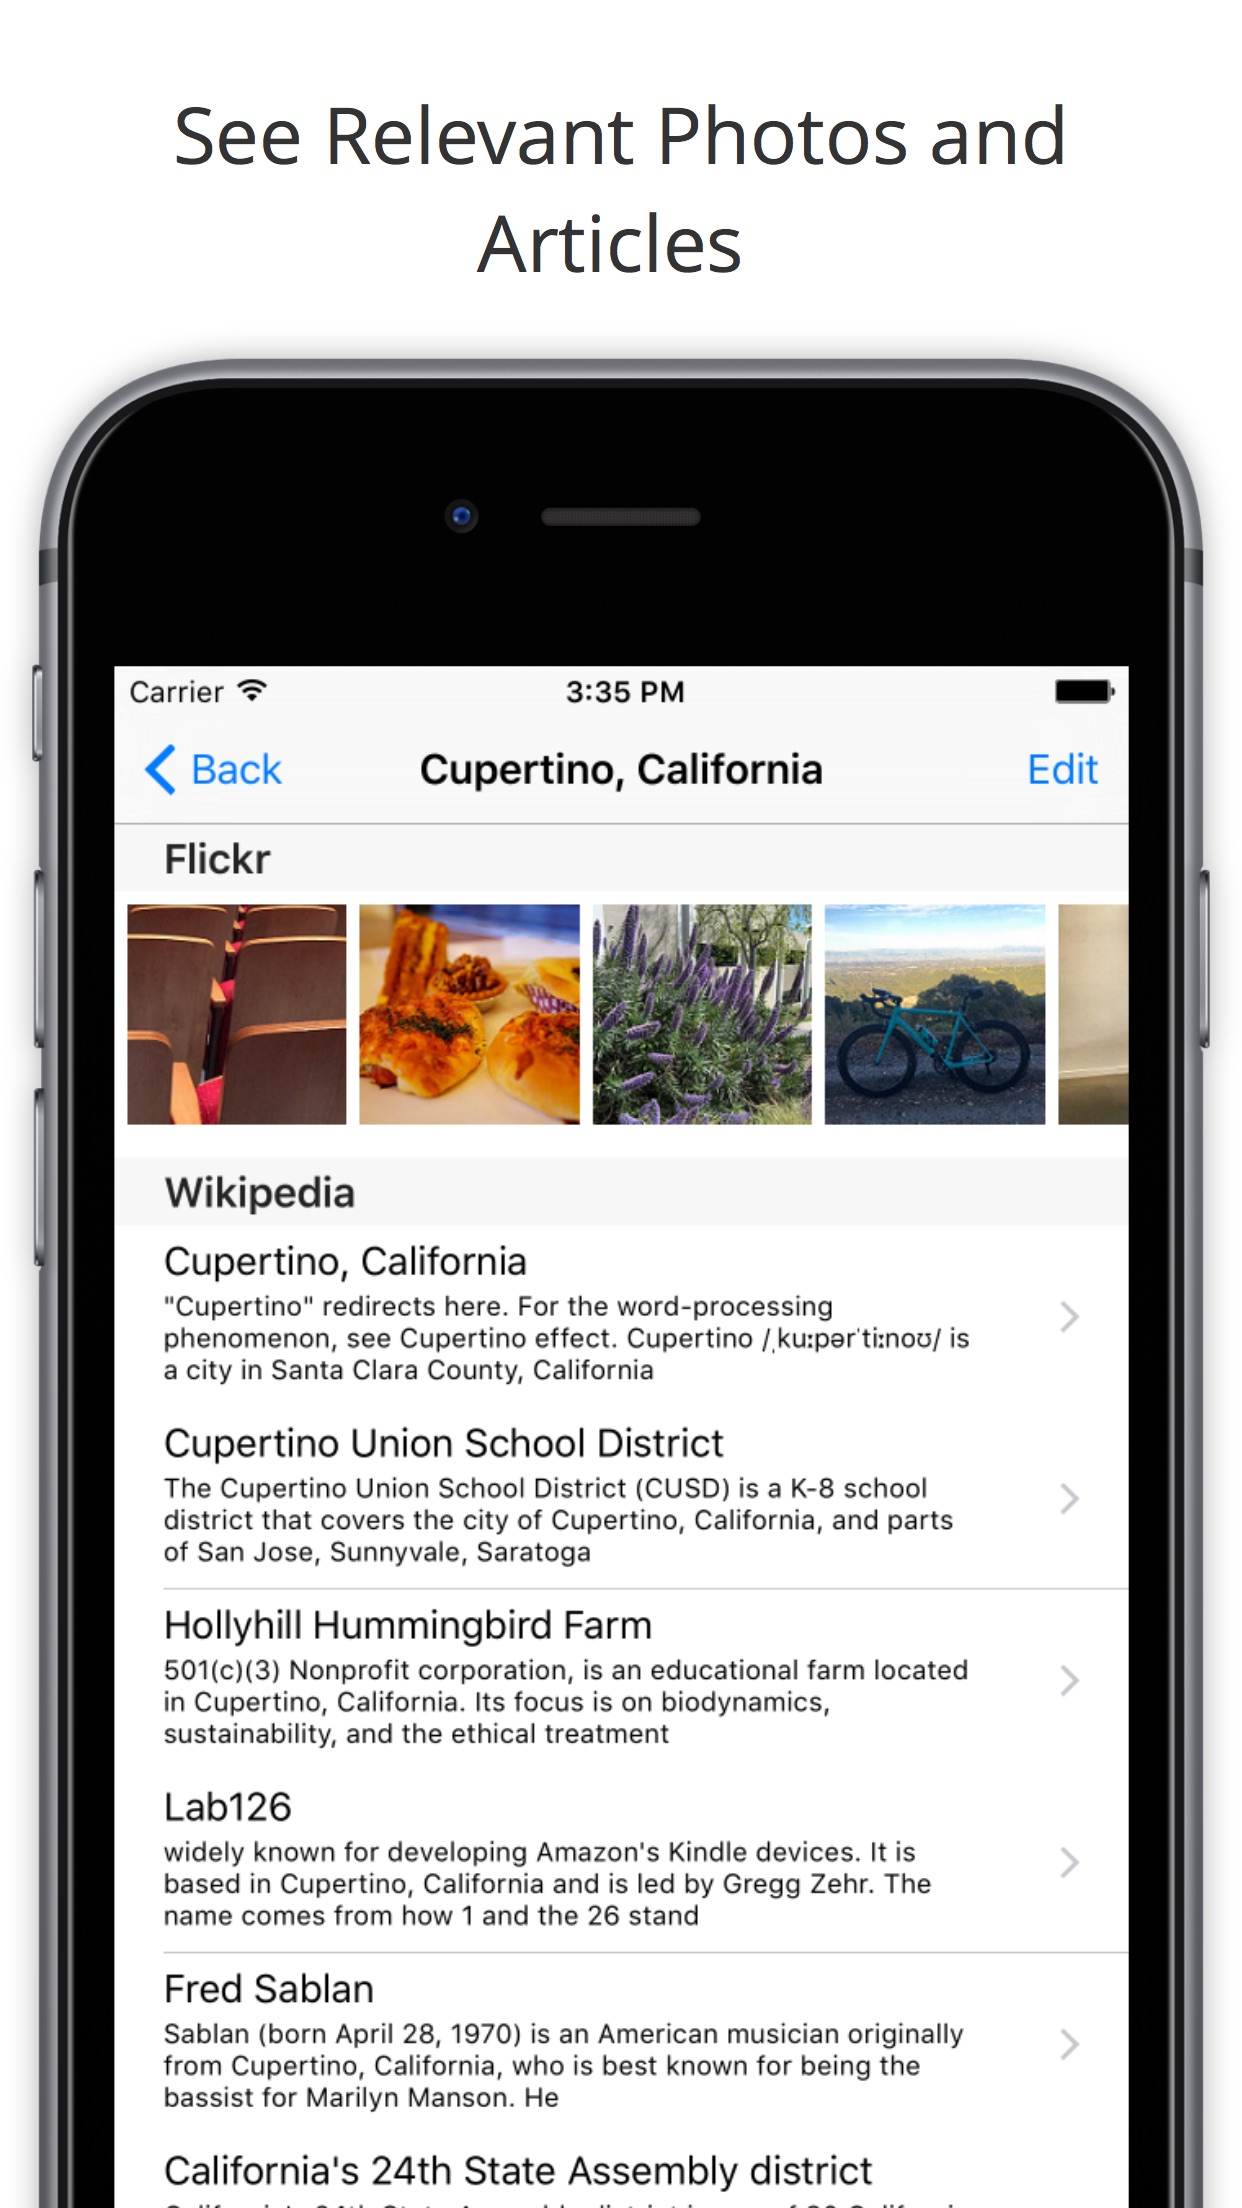 See Relevant Photos and
Articles
Carrier
3:35 PM
Back
Cupertino, California
Edit
Flickr
Wikipedia
Cupertino, California
"Cupertino" redirects here. For the word-processing
phenomenon, see Cupertino effect. Cupertino /ˌkuːpərˈtiːnoʊ/ is
a city in Santa Clara County, California
Cupertino Union School District
The Cupertino Union School District (CUSD) is a K-8 school
district that covers the city of Cupertino, California, and parts
of San Jose, Sunnyvale, Saratoga
Hollyhill Hummingbird Farm
501(c)(3) Nonprofit corporation, is an educational farm located
in Cupertino, California. Its focus is on biodynamics,
sustainability, and the ethical treatment
Lab126
widely known for developing Amazon's Kindle devices. It is
based in Cupertino, California and is led by Gregg Zehr. The
name comes from how 1 and the 26 stand
Fred Sablan
Sablan (born April 28, 1970) is an American musician originally
from Cupertino, California, who is best known for being the
bassist for Marilyn Manson. He
California's 24th State Assembly district